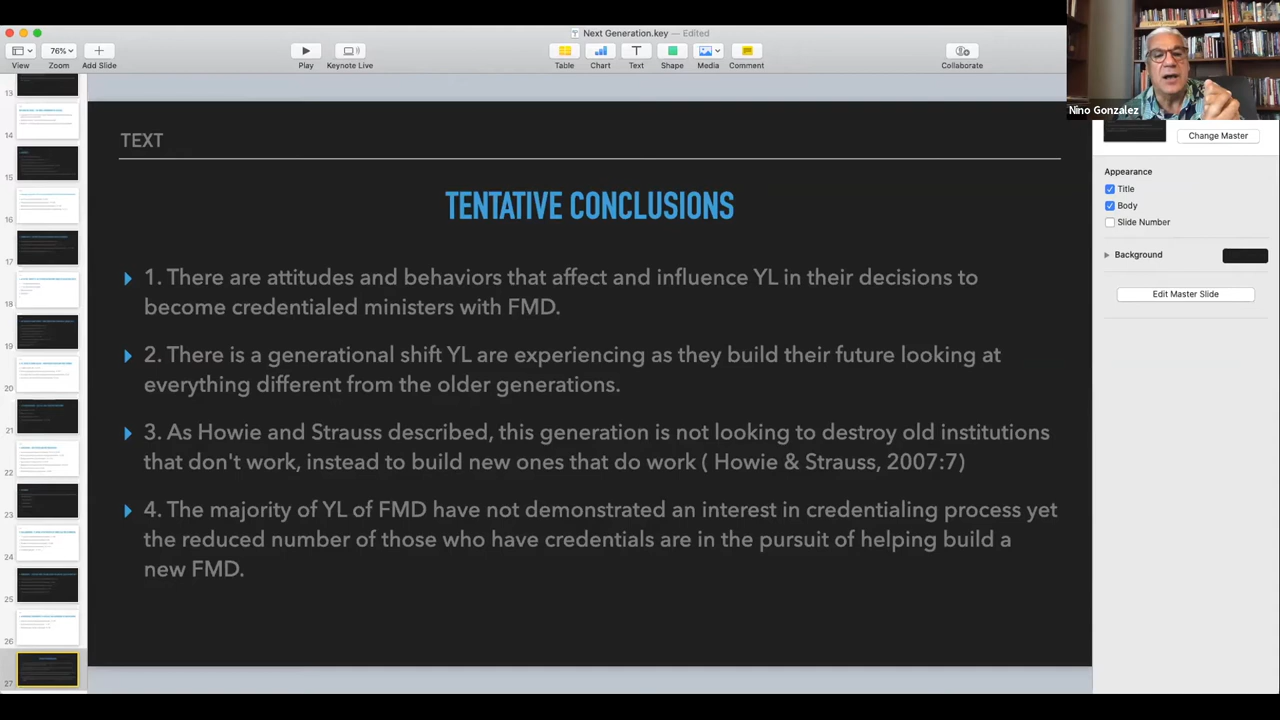 Next Generation.key — Edited
76%
View
Zoom
Add Slide
Play
Keynote Live
Table
Chart
Text
Shape
Media
Comment
Collaborate
Nino Gonzalez
13
14
15
16
17
18
19
20
21
22
23
24
25
26
27
TEXT
TENTATIVE CONCLUSIONS
1. There are attitudes and behaviors that affect and influence YL in their decisions to
become credentialed ministers with FMD.
2. There is a generational shift YL are experiencing as they build their future looking at
everything different from the older generations.
3. As Howie and Strauss described, this generation is not looking to destroy old institutions
that don't work, instead to build new ones that do work ( Howie & Strauss, 2007:7)
4. The majority of YL of FMD have not demonstrated an interest in credentialing process yet
the reduced number of those who have credentials are in the pursuit of helping build a
new FMD.
Change Master
Appearance
Title
Body
Slide Number
Background
Edit Master Slide